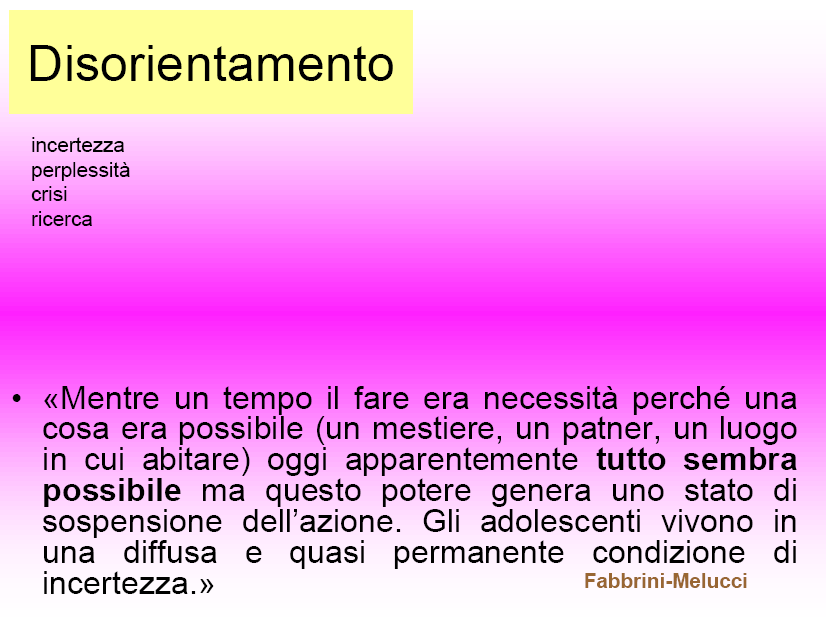 Disorientamento
incertezza
perplessità
crisi
ricerca
• «Mentre un tempo il fare era necessità perché una
cosa era possibile (un mestiere, un patner, un luogo
in cui abitare) oggi apparentemente tutto sembra
possibile ma questo potere genera uno stato di
sospensione dell’azione. Gli adolescenti vivono in
una diffusa e quasi permanente condizione di
incertezza.»
Fabbrini-Melucci